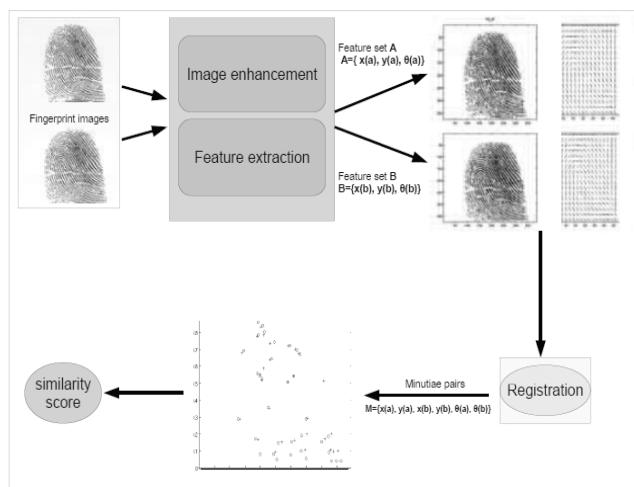 Fingerprint images
Image enhancement
Feature extraction
Feature set A
A={ x(a), y(a), θ(a)}
Feature set B
B={x(b), y(b), θ(b)}
Registration
Minutiae pairs
M={x(a), y(a), x(b), y(b), θ(a), θ(b)}
similarity
score